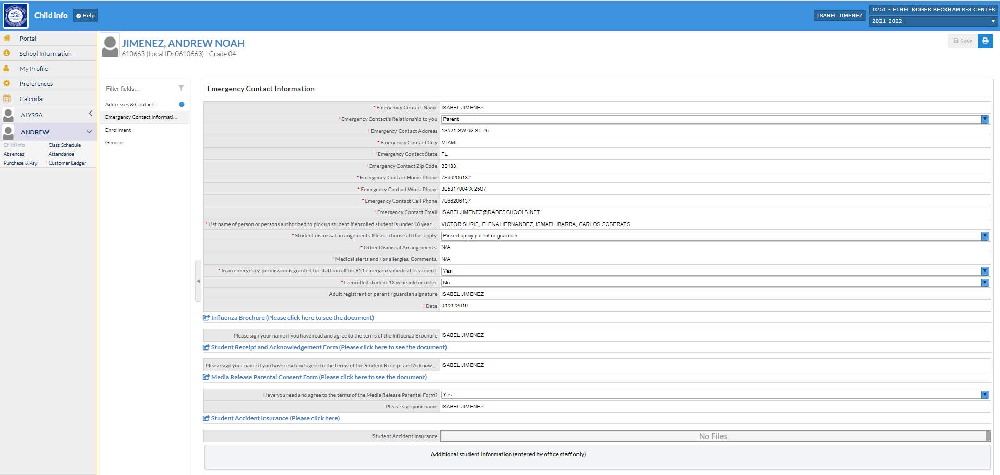 Child Info
Help
ISABEL JIMENEZ
0251 - ETHEL KOGER BECKHAM K-8 CENTER
2021-2022
Portal
School Information
My Profile
Preferences
Calendar
ALYSSA
ANDREW
Child Info Class Schedule
Absences Attendance
Purchase & Pay Customer Ledger
JIMENEZ, ANDREW NOAH
610663 (Local ID: 0610663) - Grade 04
Save
Filter fields...
Addresses & Contacts
Emergency Contact Informati...
Enrollment
General
Emergency Contact Information
* Emergency Contact Name ISABEL JIMENEZ
* Emergency Contact's Relationship to you Parent
* Emergency Contact Address 13521 SW 62 ST #5
* Emergency Contact City MIAMI
* Emergency Contact State FL
* Emergency Contact Zip Code 33183
* Emergency Contact Home Phone 7866206137
* Emergency Contact Work Phone 305817004 X 2507
* Emergency Contact Cell Phone 7866206137
* Emergency Contact Email ISABELJIMENEZ@DADESCHOOLS.NET
* List name of person or persons authorized to pick up student if enrolled student is under 18 year... VICTOR SURIS, ELENA HERNANDEZ, ISMAEL IBARRA, CARLOS SOBERATS
* Student dismissal arrangements. Please choose all that apply. Picked up by parent or guardian
* Other Dismissal Arrangements: N/A
* Medical alerts and / or allergies. Comments. N/A
* In an emergency, permission is granted for staff to call for 911 emergency medical treatment. Yes
* Is enrolled student 18 years old or older. No
* Adult registrant or parent / guardian signature ISABEL JIMENEZ
* Date 04/25/2019
Influenza Brochure (Please click here to see the document)
Please sign your name if you have read and agree to the terms of the Influenza Brochure ISABEL JIMENEZ
Student Receipt and Acknowledgement Form (Please click here to see the document)
Please sign your name if you have read and agree to the terms of the Student Receipt and Acknow... ISABEL JIMENEZ
Media Release Parental Consent Form (Please click here to see the document)
Have you read and agree to the terms of the Media Release Parental Form? Yes
Please sign your name ISABEL JIMENEZ
Student Accident Insurance (Please click here)
Student Accident Insurance No Files
Additional student information (entered by office staff only)